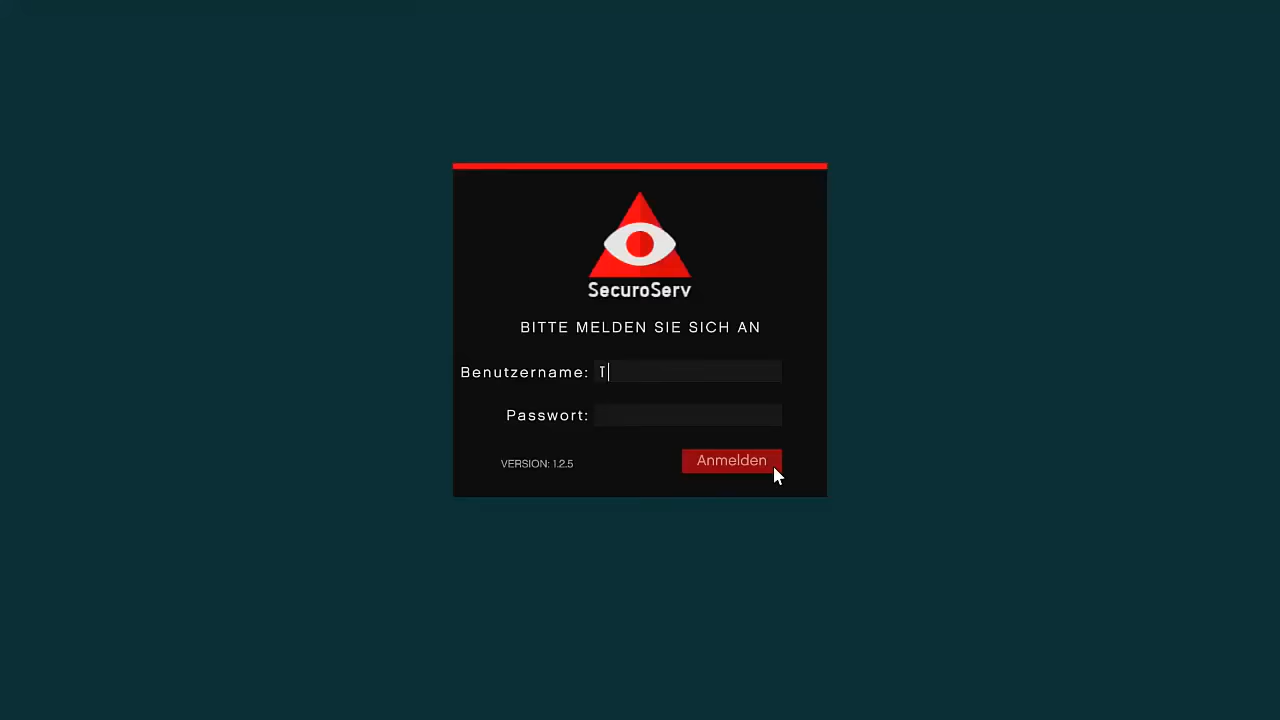 SecuroServ
BITTE MELDEN SIE SICH AN
Benutzername: T
Passwort:
VERSION: 1.2.5 Anmelden